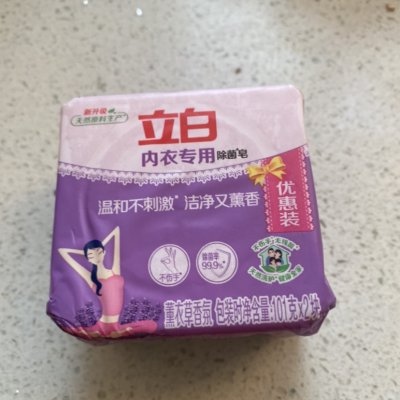 新升级
天然原料生产
立白
内衣专用除菌皂
温和不刺激 洁净又薰香
优惠装
不伤手
除菌率
99.9%
薰衣草香氛 包装时净含量:101克×2块